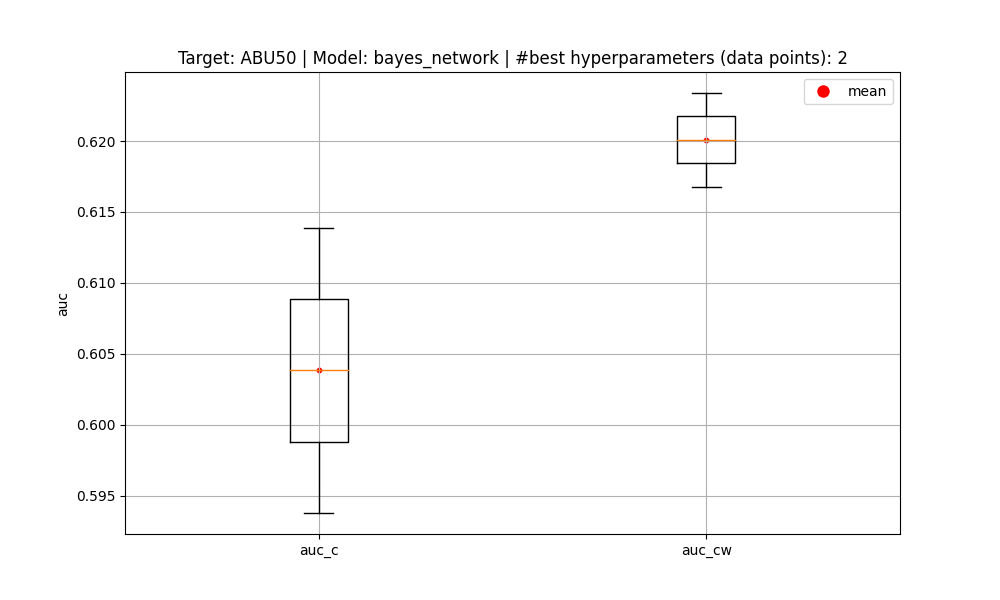 Target: ABU50 | Model: bayes_network | #best hyperparameters (data points): 2
mean
0.620
0.615
0.610
0.605
0.600
0.595
auc
auc_c
auc_cw